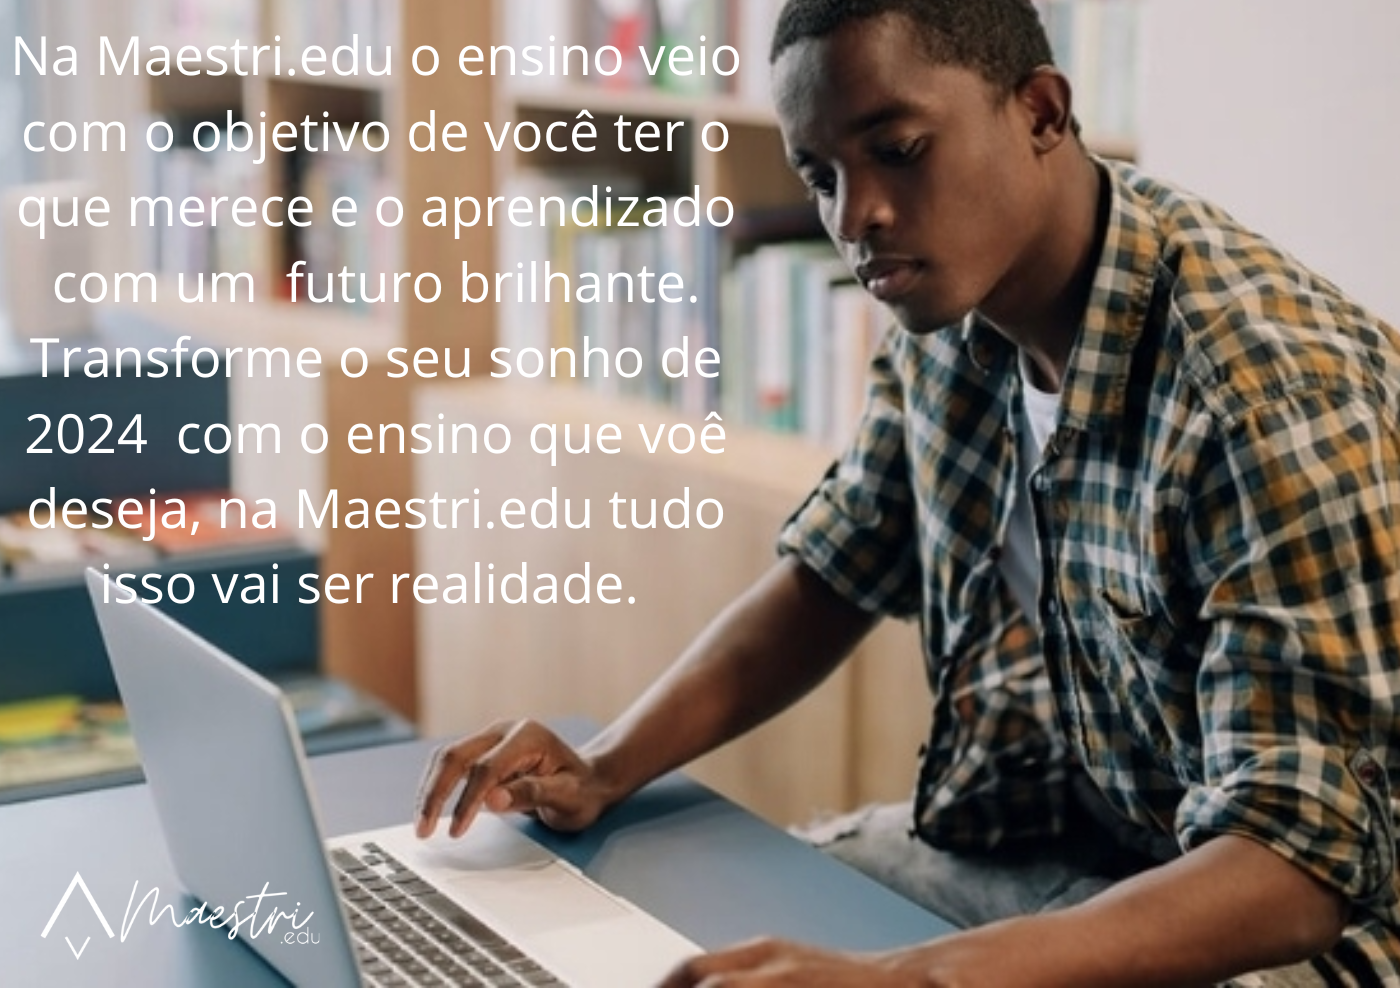 Na Maestri.edu o ensino veio
com o objetivo de você ter o
que merece e o aprendizado
com um  futuro brilhante.
Transforme o seu sonho de
2024  com o ensino que voê
deseja, na Maestri.edu tudo
isso vai ser realidade.
Maestri
.edu